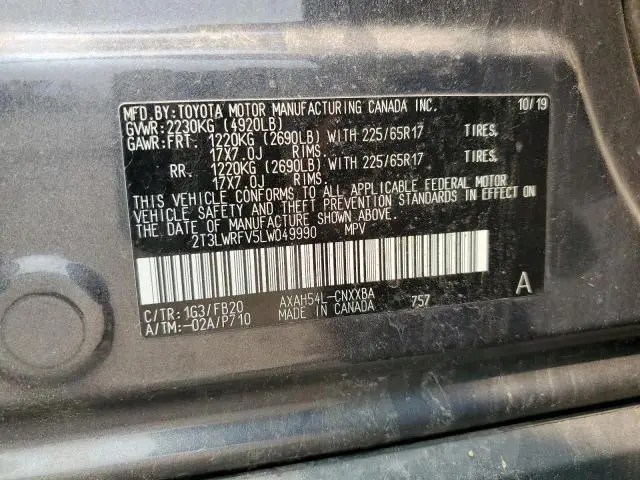 MFD. BY: TOYOTA MOTOR MANUFACTURING CANADA INC. 10/19
GVWR: 2230KG (4920LB)
GAWR: FRT. 1220KG (2690LB) WITH 225/65R17 TIRES,
17X7.0J RIMS
RR. 1220KG (2690LB) WITH 225/65R17 TIRES,
17X7.0J RIMS
THIS VEHICLE CONFORMS TO ALL APPLICABLE FEDERAL MOTOR
VEHICLE SAFETY AND THEFT PREVENTION STANDARDS IN EFFECT ON
THE DATE OF MANUFACTURE SHOWN ABOVE.
2T3LWRFV5LW049990 MPV
C/TR: 1G3/FB20 AXAH54L-CNXXBA A
A/TM: -02A/P710 MADE IN CANADA 757